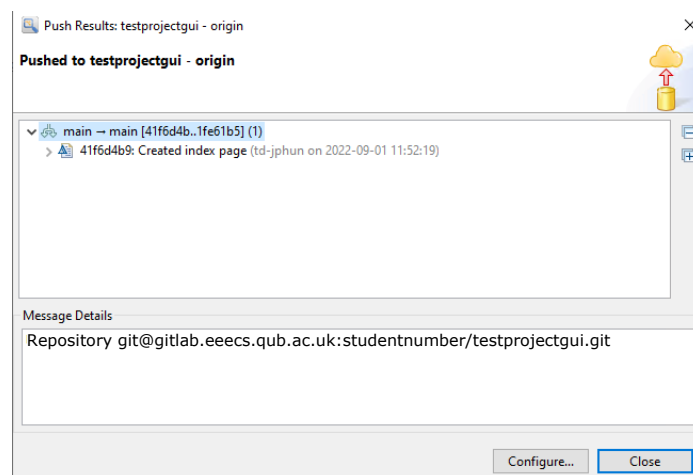 Push Results: testprojectgui - origin
Pushed to testprojectgui - origin
main → main [41f6d4b..1fe61b5] (1)
41f6d4b9: Created index page (td-jphun on 2022-09-01 11:52:19)
Message Details
Repository git@gitlab.eeecs.qub.ac.uk:studentnumber/testprojectgui.git
Configure... Close